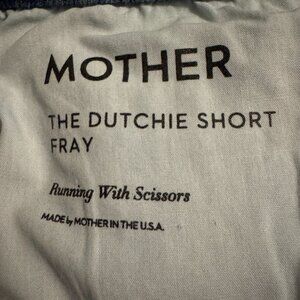 MOTHER
THE DUTCHIE SHORT
FRAY
Running With Scissors
MADE by MOTHER IN THE U.S.A.